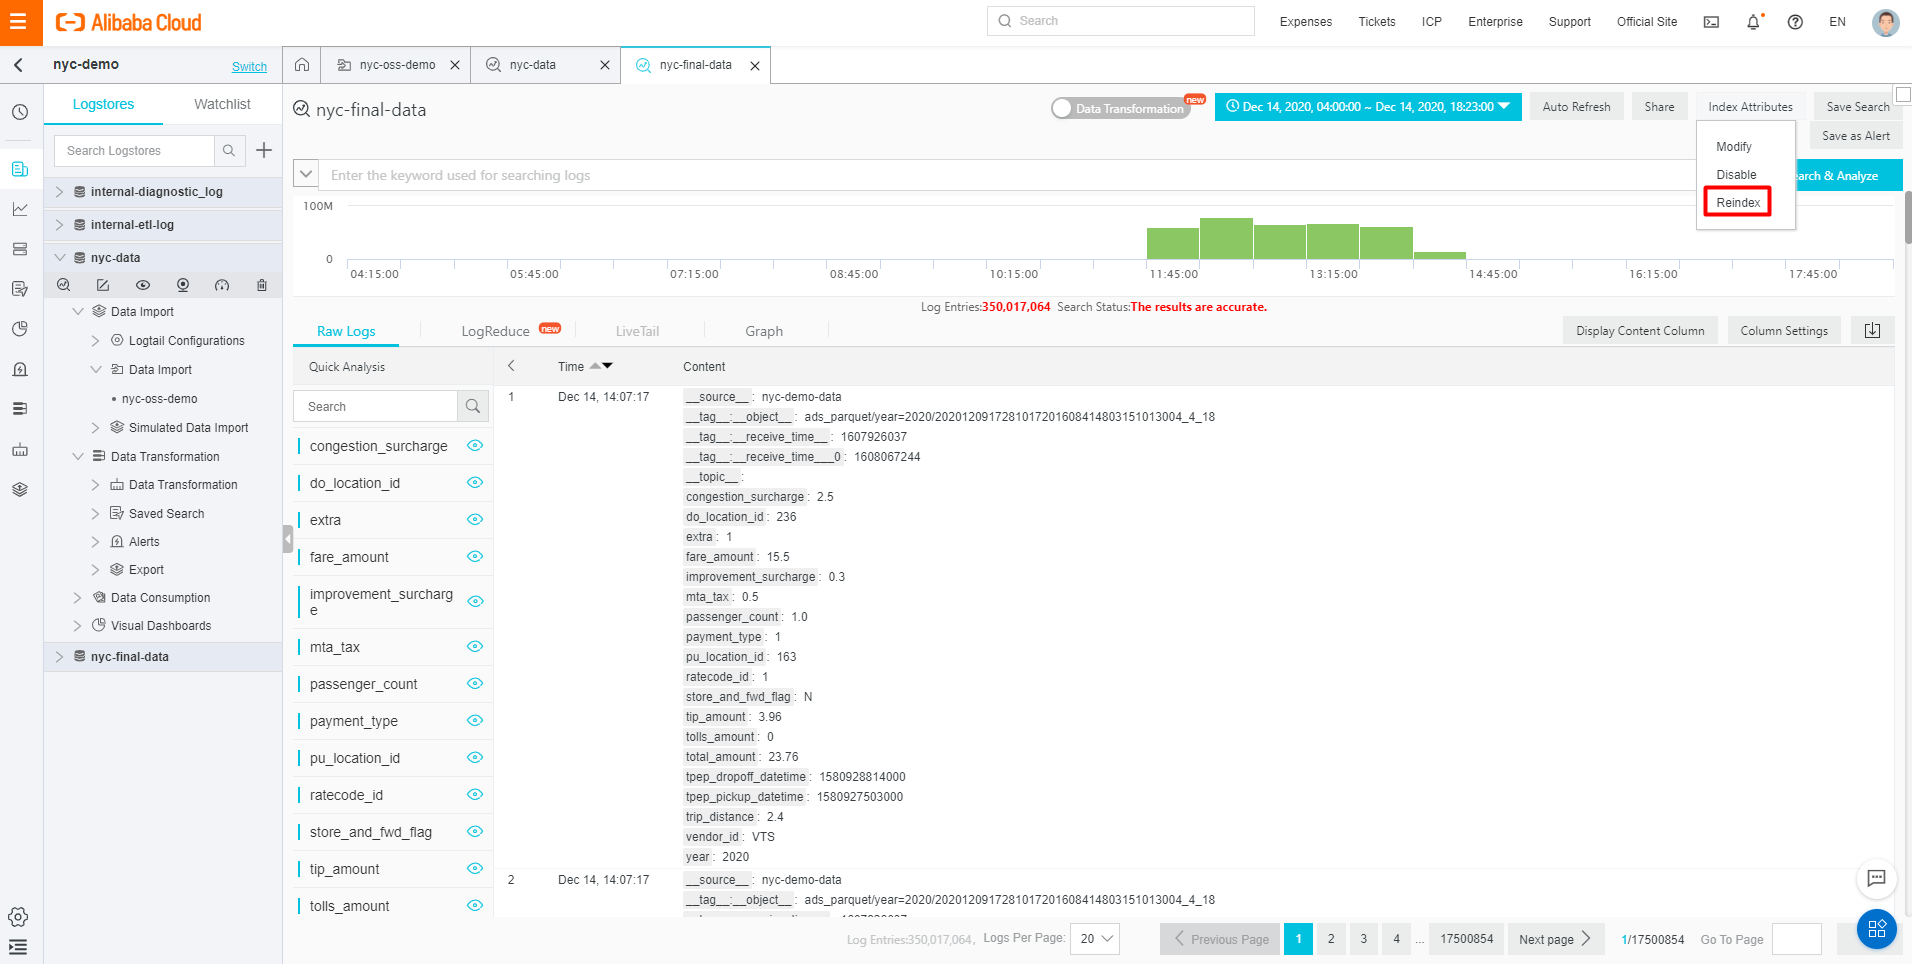 Alibaba Cloud
Search
Expenses
Tickets
ICP
Enterprise
Support
Official Site
EN
nyc-demo
Switch
nyc-oss-demo
nyc-data
nyc-final-data
Logstores
Watchlist
Search Logstores
internal-diagnostic_log
internal-etl-log
nyc-data
Data Import
Logtail Configurations
Data Import
• nyc-oss-demo
Simulated Data Import
Data Transformation
Data Transformation
Saved Search
Alerts
Export
Data Consumption
Visual Dashboards
nyc-final-data
nyc-final-data
Data Transformation
new
Dec 14, 2020, 04:00:00 ~ Dec 14, 2020, 18:23:00
Auto Refresh
Share
Index Attributes
Save Search
Save as Alert
Modify
Disable
Reindex
Enter the keyword used for searching logs
arch & Analyze
100M
0
04:15:00
05:45:00
07:15:00
08:45:00
10:15:00
11:45:00
13:15:00
14:45:00
16:15:00
17:45:00
Log Entries:350,017,064 Search Status:The results are accurate.
Raw Logs
LogReduce
new
LiveTail
Graph
Display Content Column
Column Settings
Quick Analysis
Search
congestion_surcharge
do_location_id
extra
fare_amount
improvement_surcharg
e
mta_tax
passenger_count
payment_type
pu_location_id
ratecode_id
store_and_fwd_flag
tip_amount
tolls_amount
Time
Content
1
Dec 14, 14:07:17
__source__ : nyc-demo-data
__tag__:__object__ : ads_parquet/year=2020/20201209172810172016084148031510130­04_4_18
__tag__:__receive_time__ : 1607926037
__tag__:__receive_time___0 : 1608067244
__topic__ :
congestion_surcharge : 2.5
do_location_id : 236
extra : 1
fare_amount : 15.5
improvement_surcharge : 0.3
mta_tax : 0.5
passenger_count : 1.0
payment_type : 1
pu_location_id : 163
ratecode_id : 1
store_and_fwd_flag : N
tip_amount : 3.96
tolls_amount : 0
total_amount : 23.76
tpep_dropoff_datetime : 1580928814000
tpep_pickup_datetime : 1580927503000
trip_distance : 2.4
vendor_id : VTS
year : 2020
2
Dec 14, 14:07:17
__source__ : nyc-demo-data
__tag__:__object__ : ads_parquet/year=2020/20201209172810172016084148031510130­04_4_18
Log Entries:350,017,064, Logs Per Page: 20
Previous Page
1
2
3
4
...
17500854
Next page
1/17500854
Go To Page